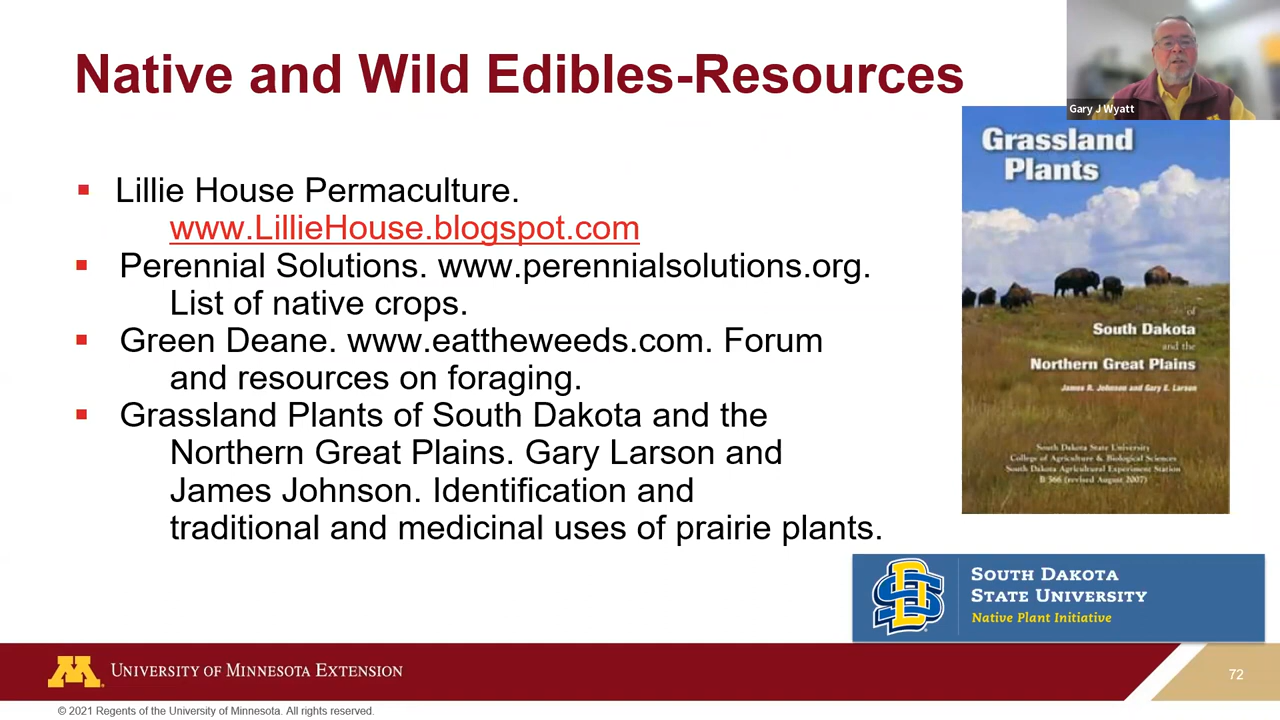 Native and Wild Edibles-Resources
Gary J Wyatt
▪ Lillie House Permaculture.
www.LillieHouse.blogspot.com
▪ Perennial Solutions. www.perennialsolutions.org.
List of native crops.
▪ Green Deane. www.eattheweeds.com. Forum
and resources on foraging.
▪ Grassland Plants of South Dakota and the
Northern Great Plains. Gary Larson and
James Johnson. Identification and
traditional and medicinal uses of prairie plants.
Grassland
Plants
of
South Dakota
and the
Northern Great Plains
James R. Johnson and Gary E. Larson
South Dakota State University
College of Agriculture & Biological Sciences
South Dakota Agricultural Experiment Station
B 566 (revised August 2007)
SOUTH DAKOTA
STATE UNIVERSITY
Native Plant Initiative
UNIVERSITY OF MINNESOTA EXTENSION
72
© 2021 Regents of the University of Minnesota. All rights reserved.